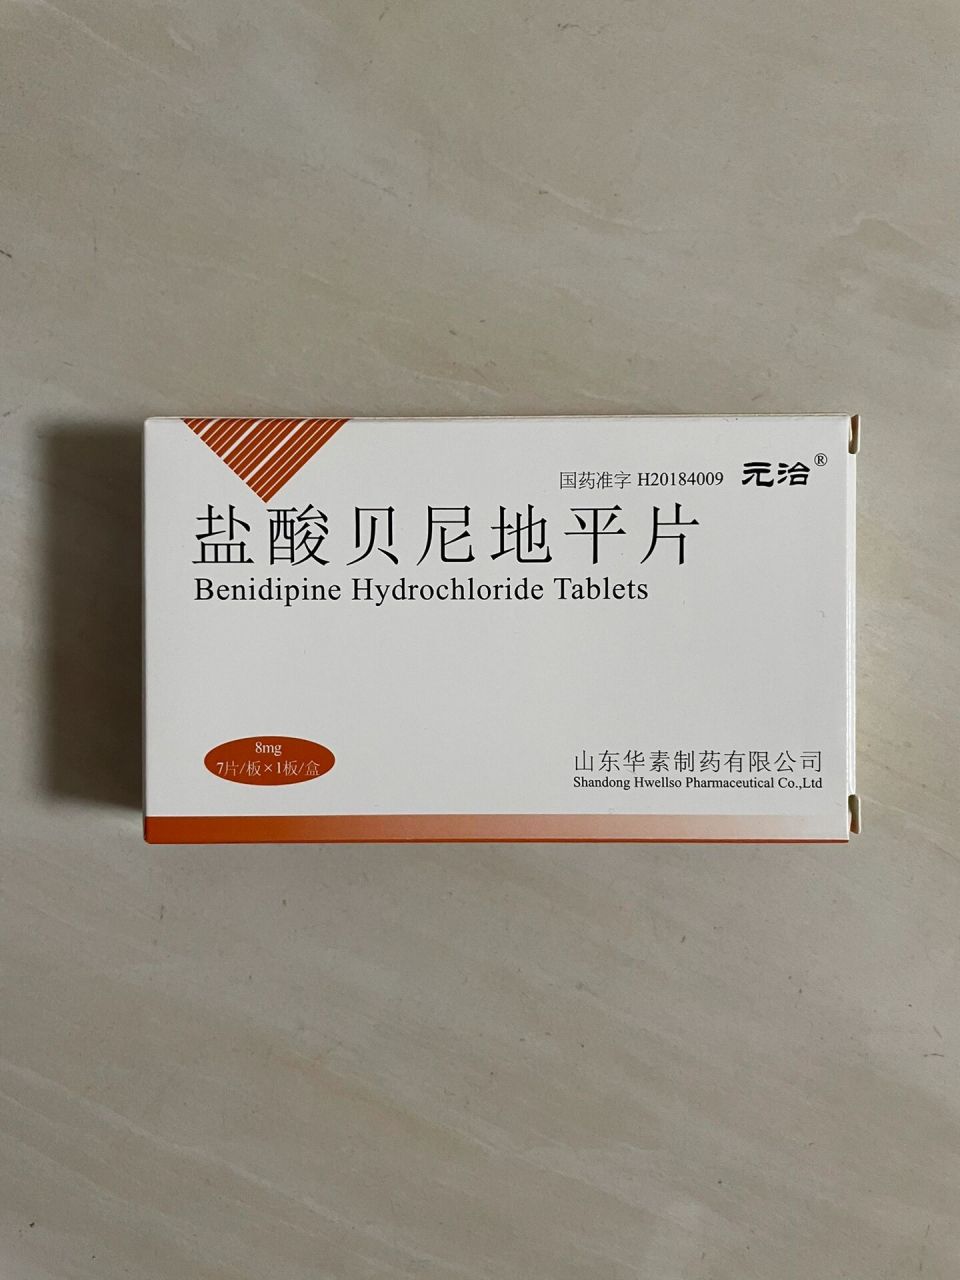 国药准字 H20184009 元治®
盐酸贝尼地平片
Benidipine Hydrochloride Tablets
8mg
7片/板×1板/盒
山东华素制药有限公司
Shandong Hwellso Pharmaceutical Co.,Ltd